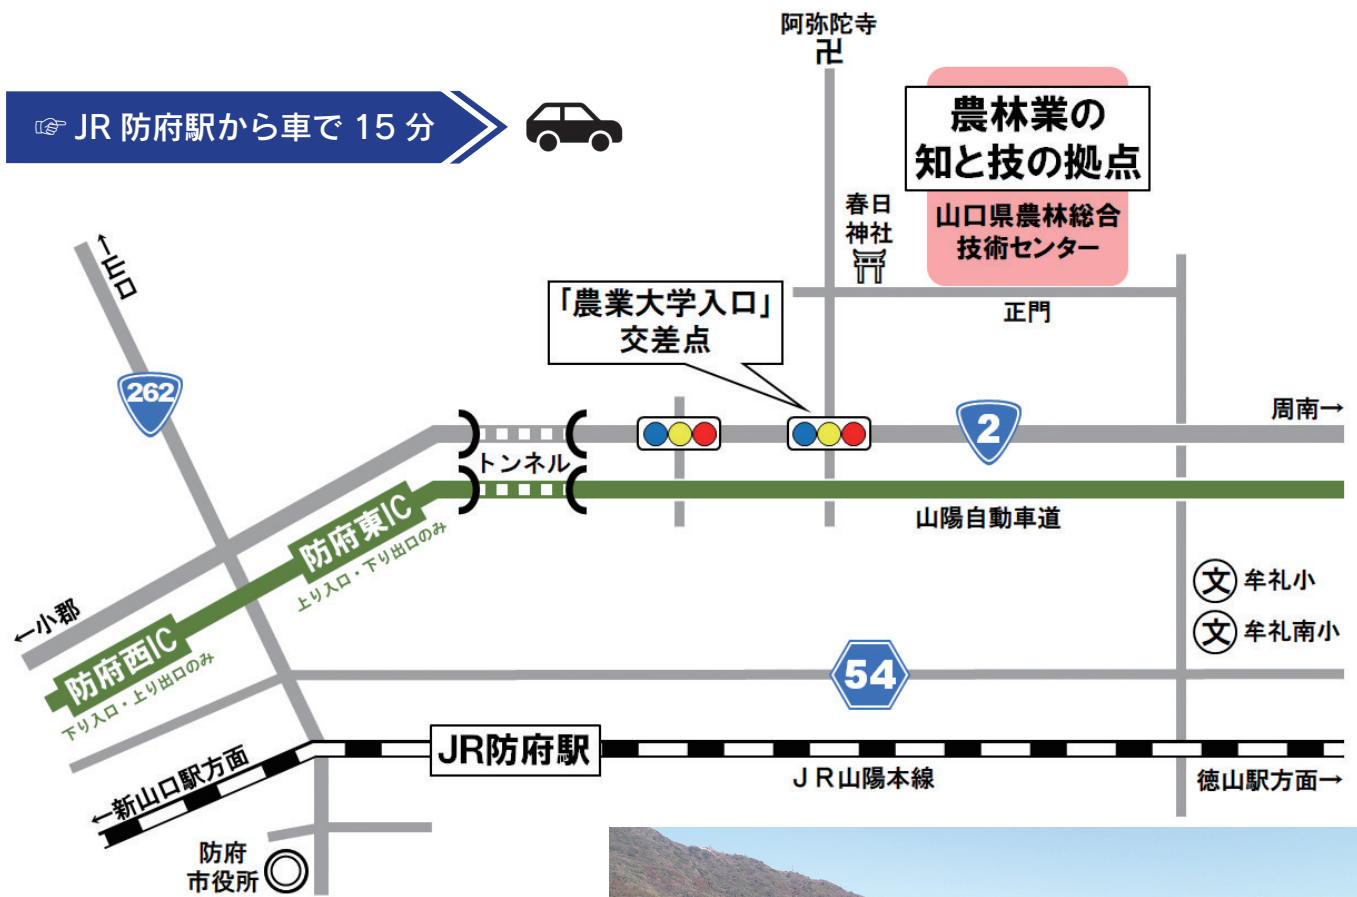 阿弥陀寺
卍
☞ JR 防府駅から車で 15 分
農林業の
知と技の拠点
山口県農林総合
技術センター
春日
神社
正門
←山口
「農業大学入口」
交差点
262
2
周南→
トンネル
山陽自動車道
防府東IC
上り入口・下り出口のみ
←小郡
防府西IC
下り入口・上り出口のみ
文 牟礼小
文 牟礼南小
54
JR防府駅
JR山陽本線
←新山口駅方面
徳山駅方面→
防府
市役所